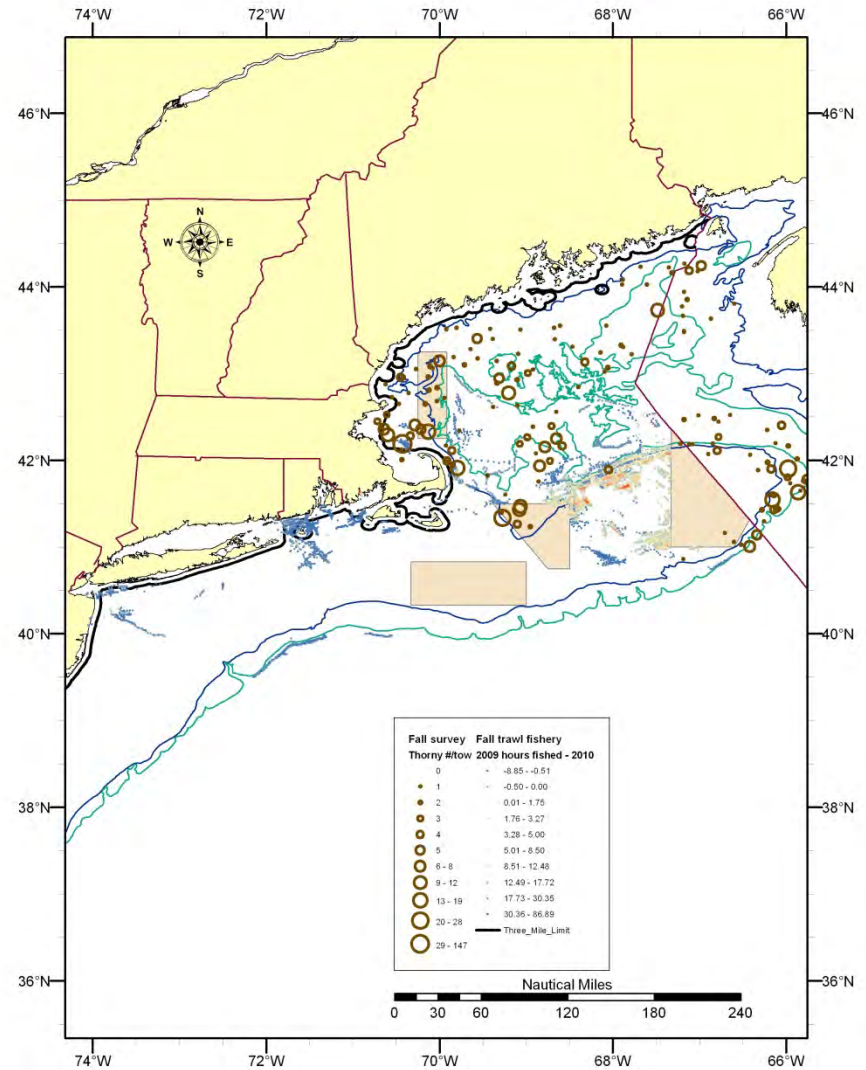 74°W 72°W 70°W 68°W 66°W
46°N 46°N
N
W E
S
44°N 44°N
42°N 42°N
40°N 40°N
Fall survey Fall trawl fishery
Thorny #/tow 2009 hours fished - 2010
0 -8.85 - -0.51
1 -0.50 - 0.00
2 0.01 - 1.75
3 1.76 - 3.27
4 3.28 - 5.00
5 5.01 - 8.50
6 - 8 8.51 - 12.48
9 - 12 12.49 - 17.72
13 - 19 17.73 - 30.35
20 - 28 30.36 - 86.89
29 - 147 Three_Mile_Limit
38°N 38°N
36°N 36°N
Nautical Miles
0 30 60 120 180 240
74°W 72°W 70°W 68°W 66°W